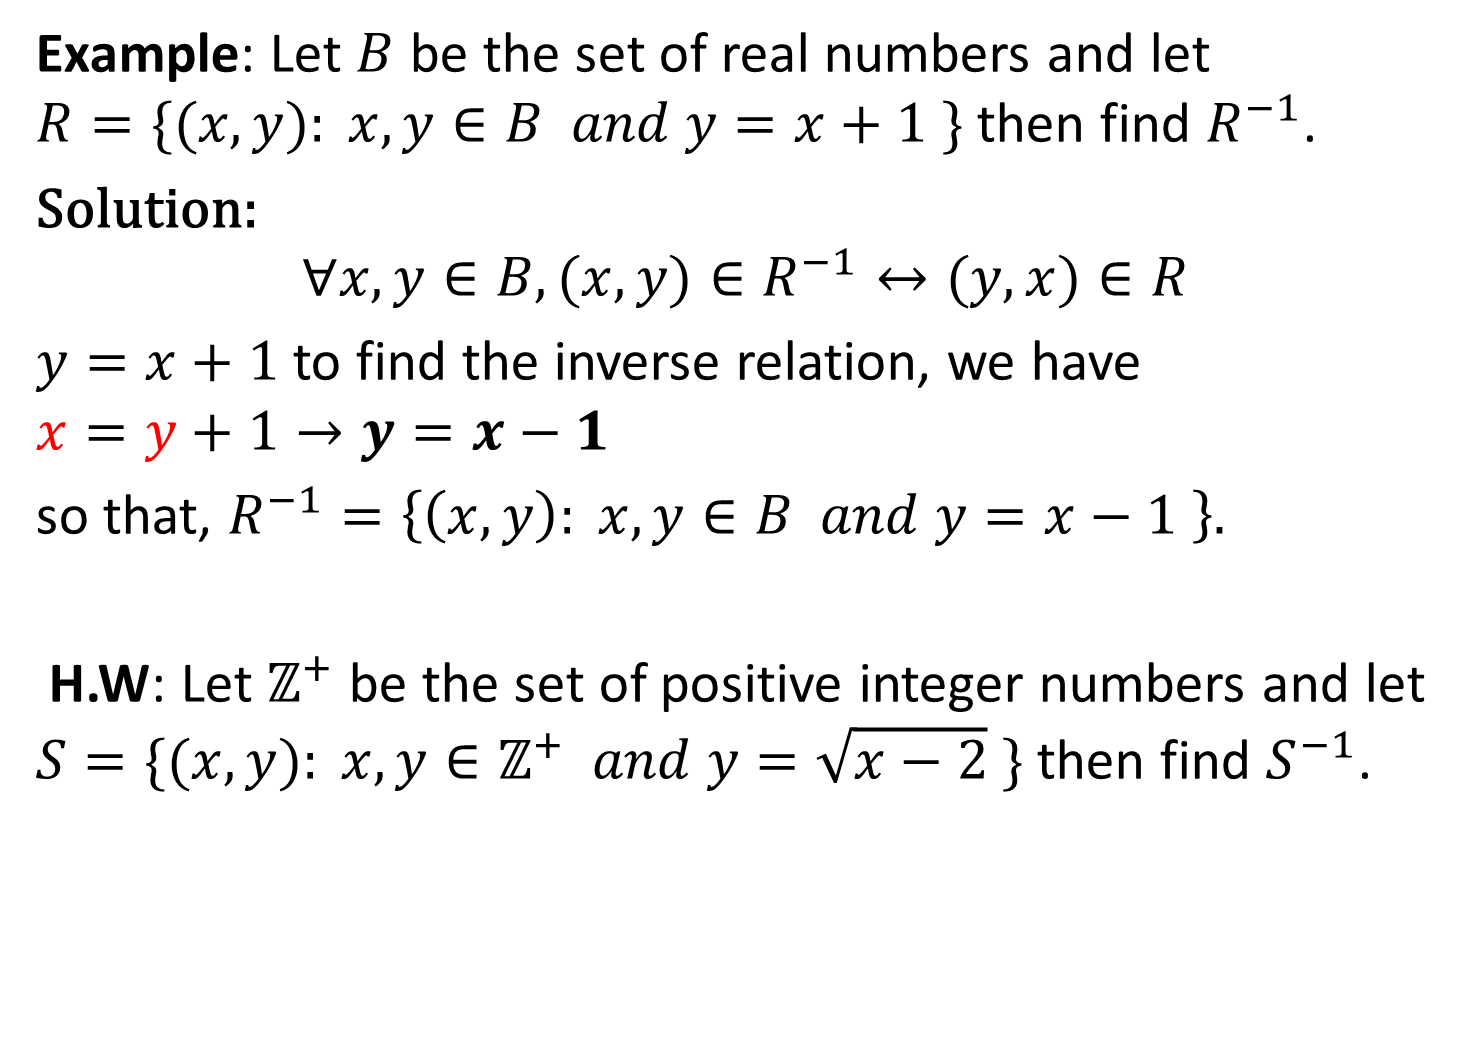 Example: Let B be the set of real numbers and let
R = {(x, y): x, y ∈ B and y = x + 1 } then find R⁻¹.
Solution:
∀x, y ∈ B, (x, y) ∈ R⁻¹ ↔ (y, x) ∈ R
y = x + 1 to find the inverse relation, we have
x = y + 1 → y = x − 1
so that, R⁻¹ = {(x, y): x, y ∈ B and y = x − 1 }.
H.W: Let ℤ⁺ be the set of positive integer numbers and let
S = {(x, y): x, y ∈ ℤ⁺ and y = √(x − 2) } then find S⁻¹.